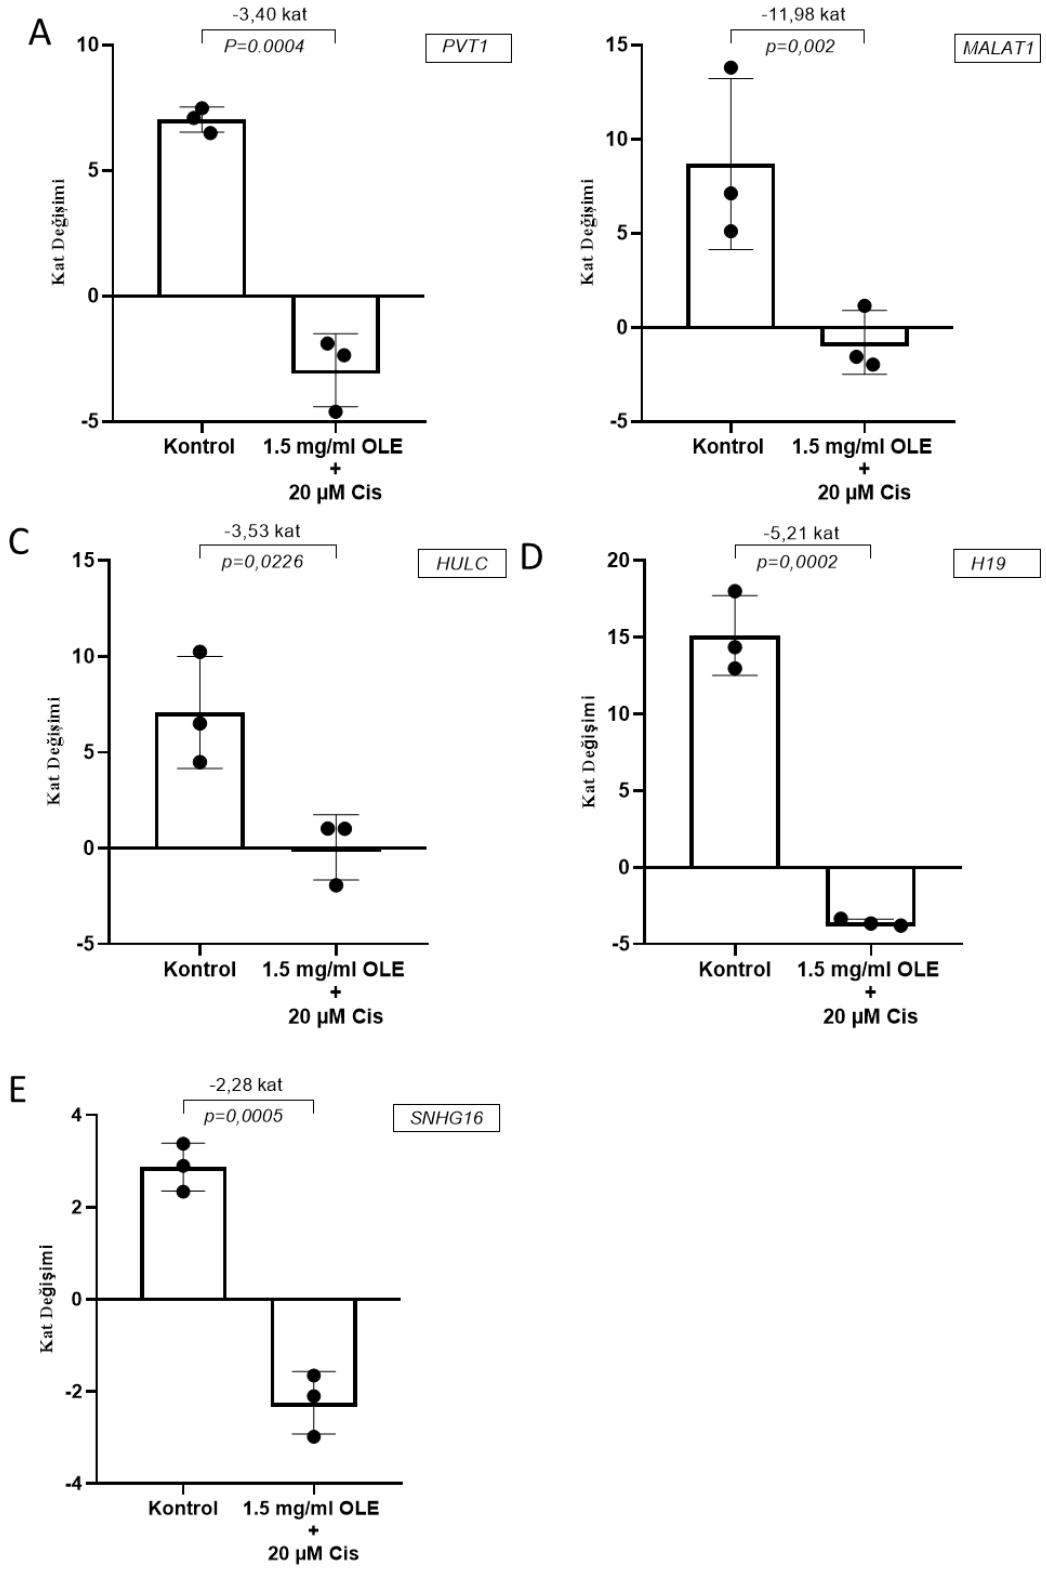 A
-3,40 kat
P=0.0004
PVT1
10
5
0
-5
Kat Değişimi
Kontrol
1.5 mg/ml OLE
+
20 µM Cis
-11,98 kat
p=0,002
MALAT1
15
10
5
0
-5
Kat Değişimi
Kontrol
1.5 mg/ml OLE
+
20 µM Cis
C
-3,53 kat
p=0,0226
HULC
15
10
5
0
-5
Kat Değişimi
Kontrol
1.5 mg/ml OLE
+
20 µM Cis
D
-5,21 kat
p=0,0002
H19
20
15
10
5
0
-5
Kat Değişimi
Kontrol
1.5 mg/ml OLE
+
20 µM Cis
E
-2,28 kat
p=0,0005
SNHG16
4
2
0
-2
-4
Kat Değişimi
Kontrol
1.5 mg/ml OLE
+
20 µM Cis